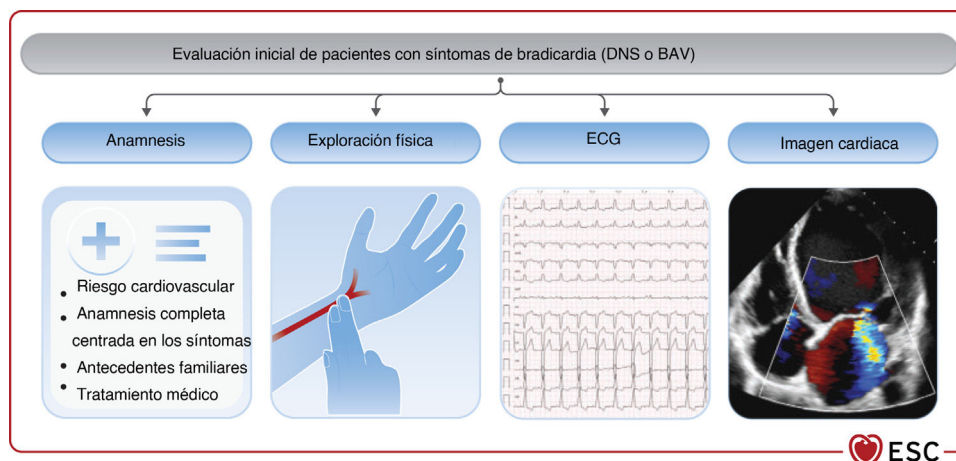 Evaluación inicial de pacientes con síntomas de bradicardia (DNS o BAV)
Anamnesis
Exploración física
ECG
Imagen cardiaca
• Riesgo cardiovascular
• Anamnesis completa
centrada en los síntomas
• Antecedentes familiares
• Tratamiento médico
ESC